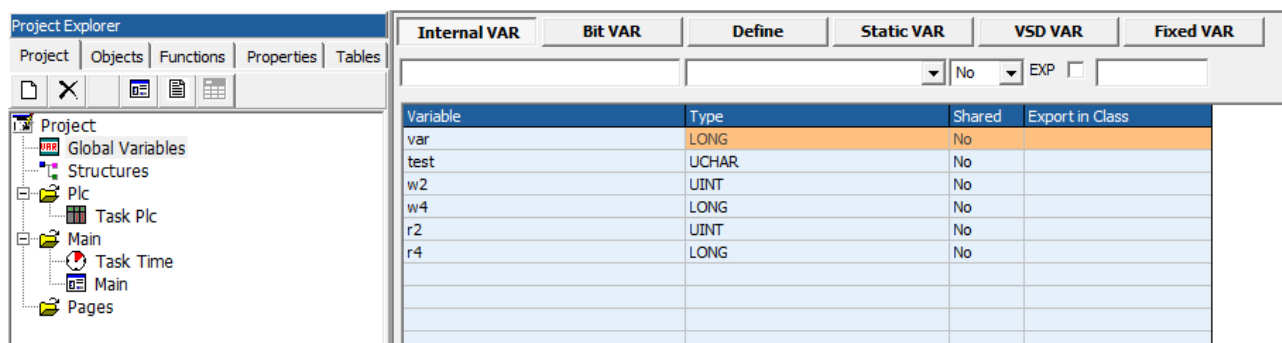 Project Explorer
Project Objects Functions Properties Tables
Project
VAR Global Variables
Structures
Plc
Task Plc
Main
Task Time
Main
Pages
Internal VAR Bit VAR Define Static VAR VSD VAR Fixed VAR
No EXP
Variable Type Shared Export in Class
var LONG No
test UCHAR No
w2 UINT No
w4 LONG No
r2 UINT No
r4 LONG No